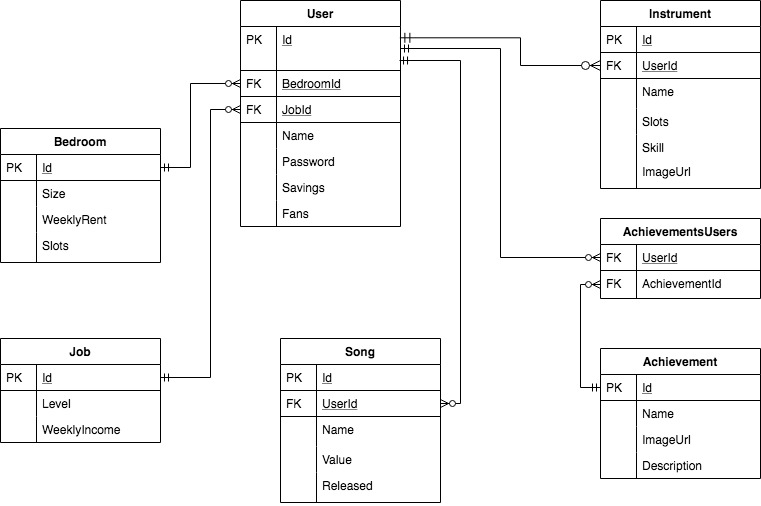 User
PK Id
FK BedroomId
FK JobId
Name
Password
Savings
Fans
Instrument
PK Id
FK UserId
Name
Slots
Skill
ImageUrl
Bedroom
PK Id
Size
WeeklyRent
Slots
AchievementsUsers
FK UserId
FK AchievementId
Job
PK Id
Level
WeeklyIncome
Song
PK Id
FK UserId
Name
Value
Released
Achievement
PK Id
Name
ImageUrl
Description